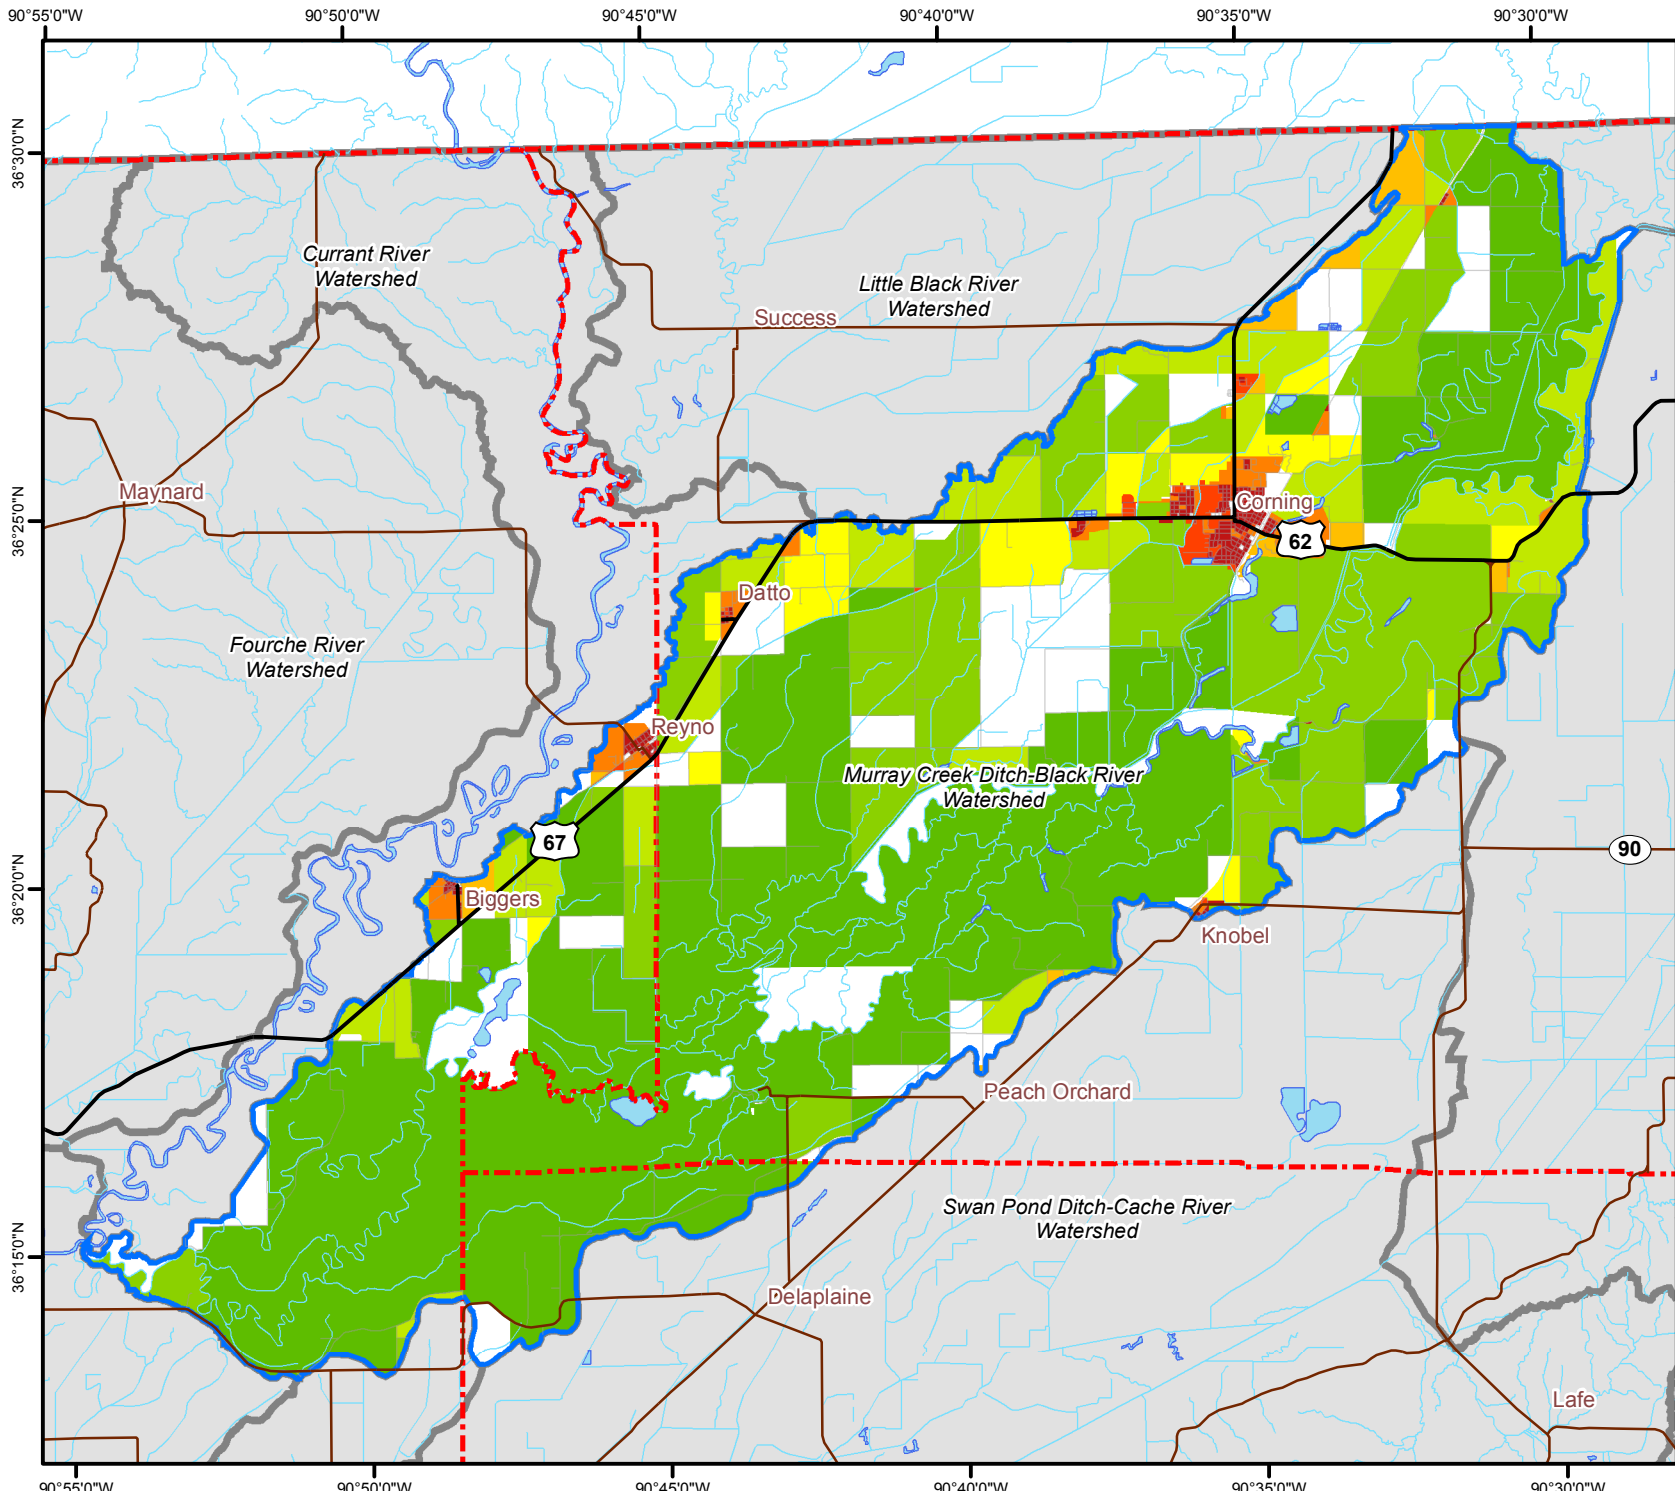 90°55'0"W
90°50'0"W
90°45'0"W
90°40'0"W
90°35'0"W
90°30'0"W
36°30'0"N
36°25'0"N
36°20'0"N
36°15'0"N
Currant River
Watershed
Little Black River
Watershed
Success
Maynard
Corning
62
Datto
Fourche River
Watershed
Reyno
Murray Creek Ditch-Black River
Watershed
67
90
Biggers
Knobel
Peach Orchard
Swan Pond Ditch-Cache River
Watershed
Delaplaine
Lafe
90°55'0"W
90°50'0"W
90°45'0"W
90°40'0"W
90°35'0"W
90°30'0"W